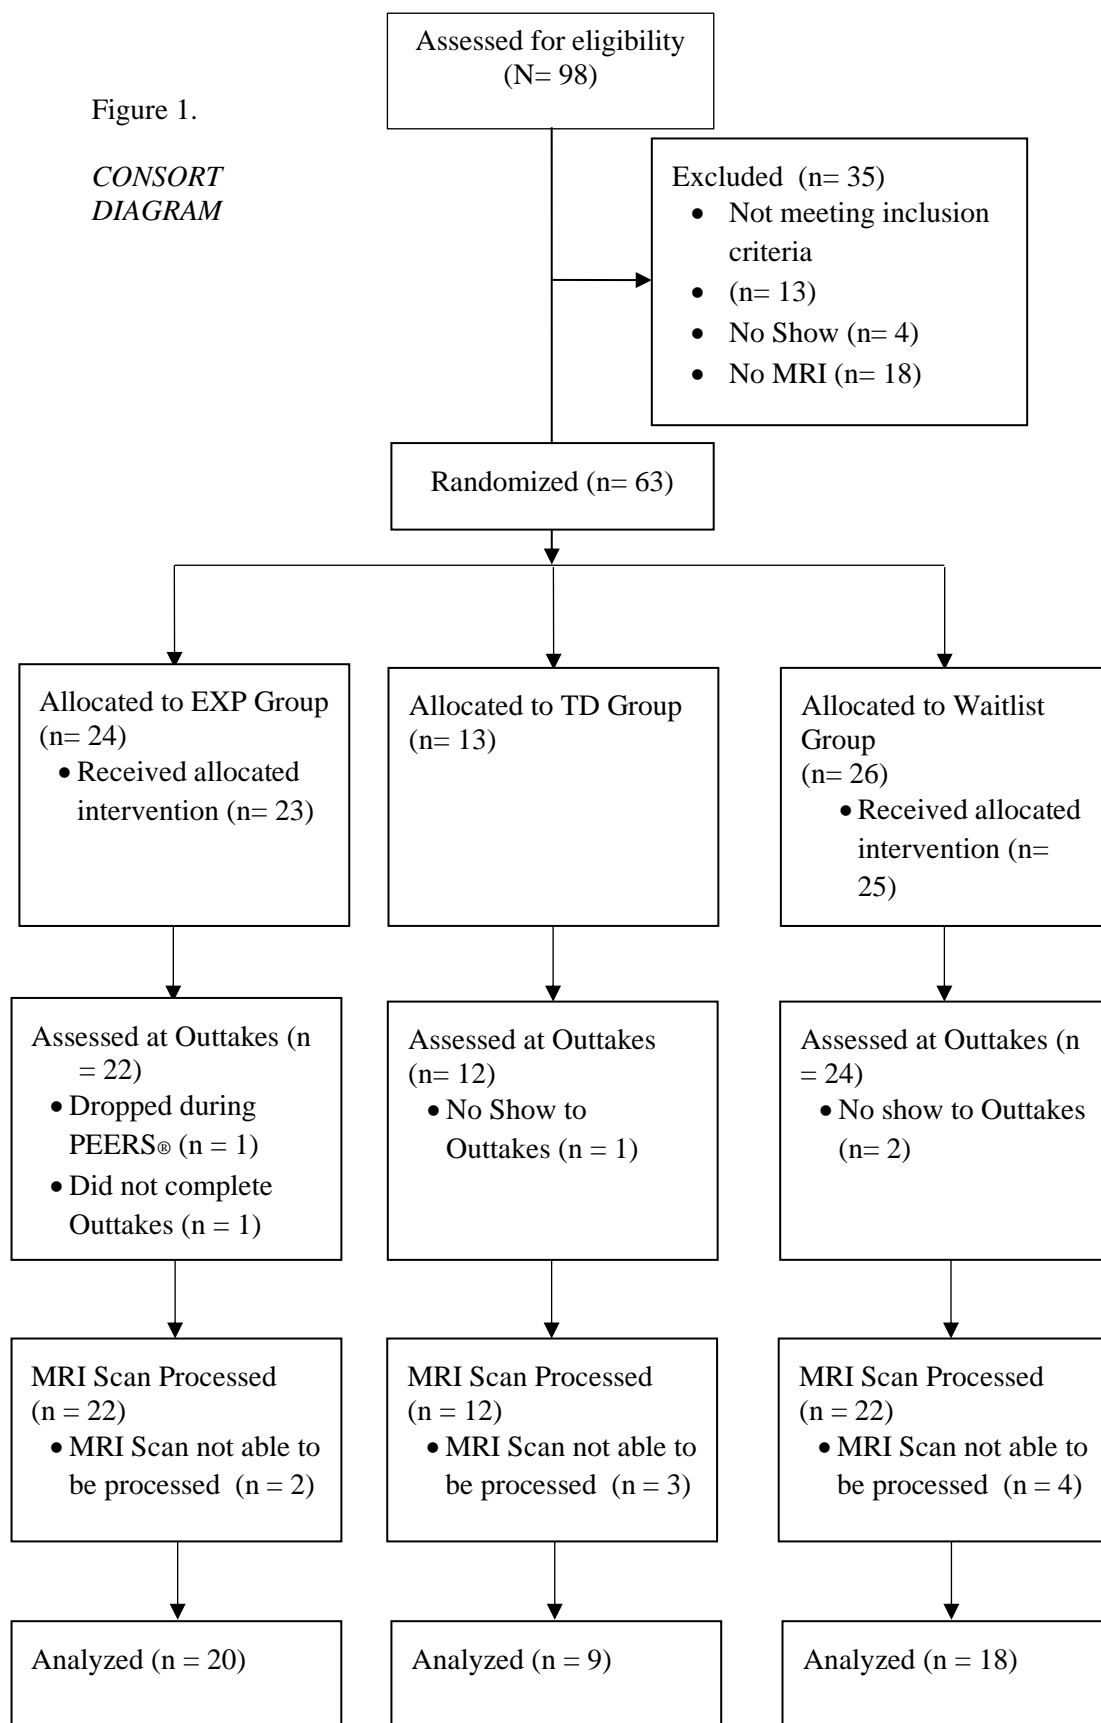 Assessed for eligibility
(N= 98)
Figure 1.
CONSORT
DIAGRAM
Excluded  (n= 35)
• Not meeting inclusion
criteria
• (n= 13)
• No Show (n= 4)
• No MRI (n= 18)
Randomized (n= 63)
Allocated to EXP Group
(n= 24)
• Received allocated
intervention (n= 23)
Allocated to TD Group
(n= 13)
Allocated to Waitlist
Group
(n= 26)
• Received allocated
intervention (n=
25)
Assessed at Outtakes (n
= 22)
• Dropped during
PEERS® (n = 1)
• Did not complete
Outtakes (n = 1)
Assessed at Outtakes
(n= 12)
• No Show to
Outtakes (n = 1)
Assessed at Outtakes (n
= 24)
• No show to Outtakes
(n= 2)
MRI Scan Processed
(n = 22)
• MRI Scan not able to
be processed  (n = 2)
MRI Scan Processed
(n = 12)
• MRI Scan not able to
be processed  (n = 3)
MRI Scan Processed
(n = 22)
• MRI Scan not able to
be processed  (n = 4)
Analyzed (n = 20)
Analyzed (n = 9)
Analyzed (n = 18)